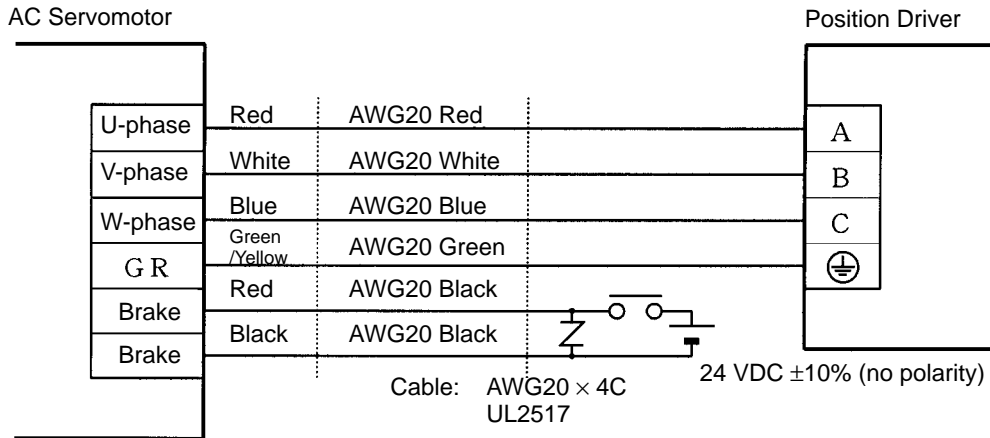 AC Servomotor
Position Driver
U-phase Red AWG20 Red A
V-phase White AWG20 White B
W-phase Blue AWG20 Blue C
G R Green /Yellow AWG20 Green
Brake Red AWG20 Black
Brake Black AWG20 Black
24 VDC ±10% (no polarity)
Cable: AWG20 × 4C
UL2517